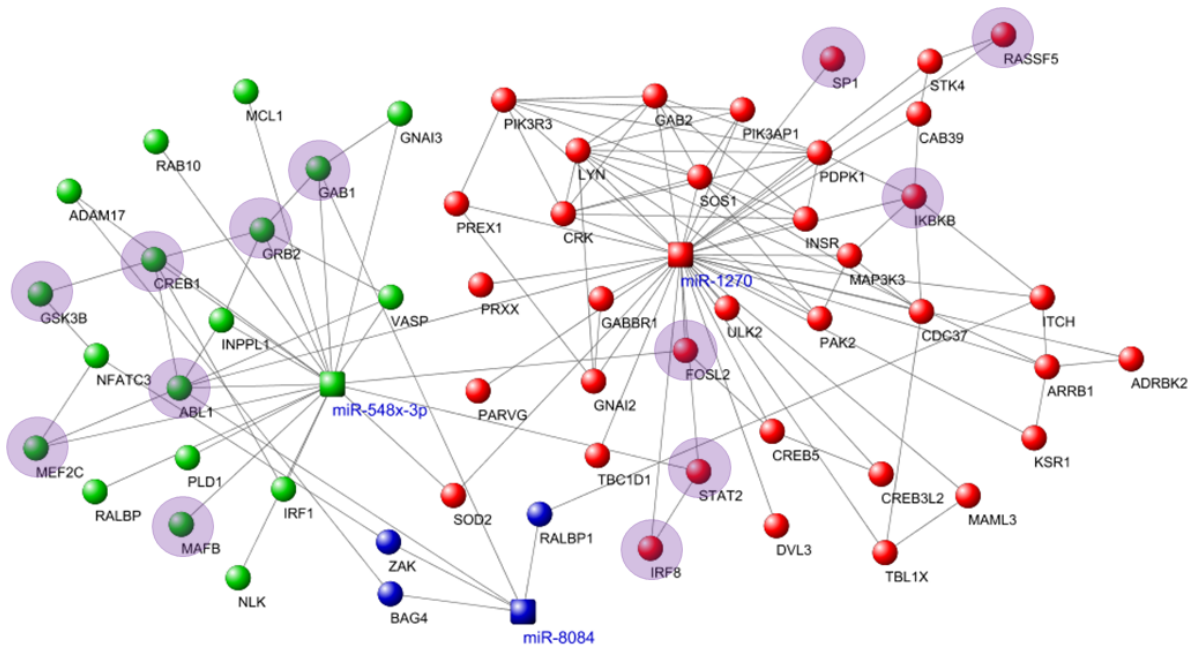 RASSF5
SP1
STK4
MCL1
PIK3R3
GAB2
PIK3AP1
CAB39
GNAI3
RAB10
LYN
PDPK1
GAB1
SOS1
ADAM17
IKBKB
PREX1
CRK
INSR
GRB2
CREB1
miR-1270
MAP3K3
PRXX
GSK3B
VASP
GABBR1
ULK2
ITCH
INPPL1
PAK2
CDC37
NFATC3
FOSL2
ADRBK2
ARRB1
ABL1
miR-548x-3p
GNAI2
PARVG
CREB5
KSR1
MEF2C
PLD1
TBC1D1
STAT2
CREB3L2
RALBP
IRF1
SOD2
MAML3
RALBP1
MAFB
DVL3
ZAK
IRF8
TBL1X
NLK
BAG4
miR-8084